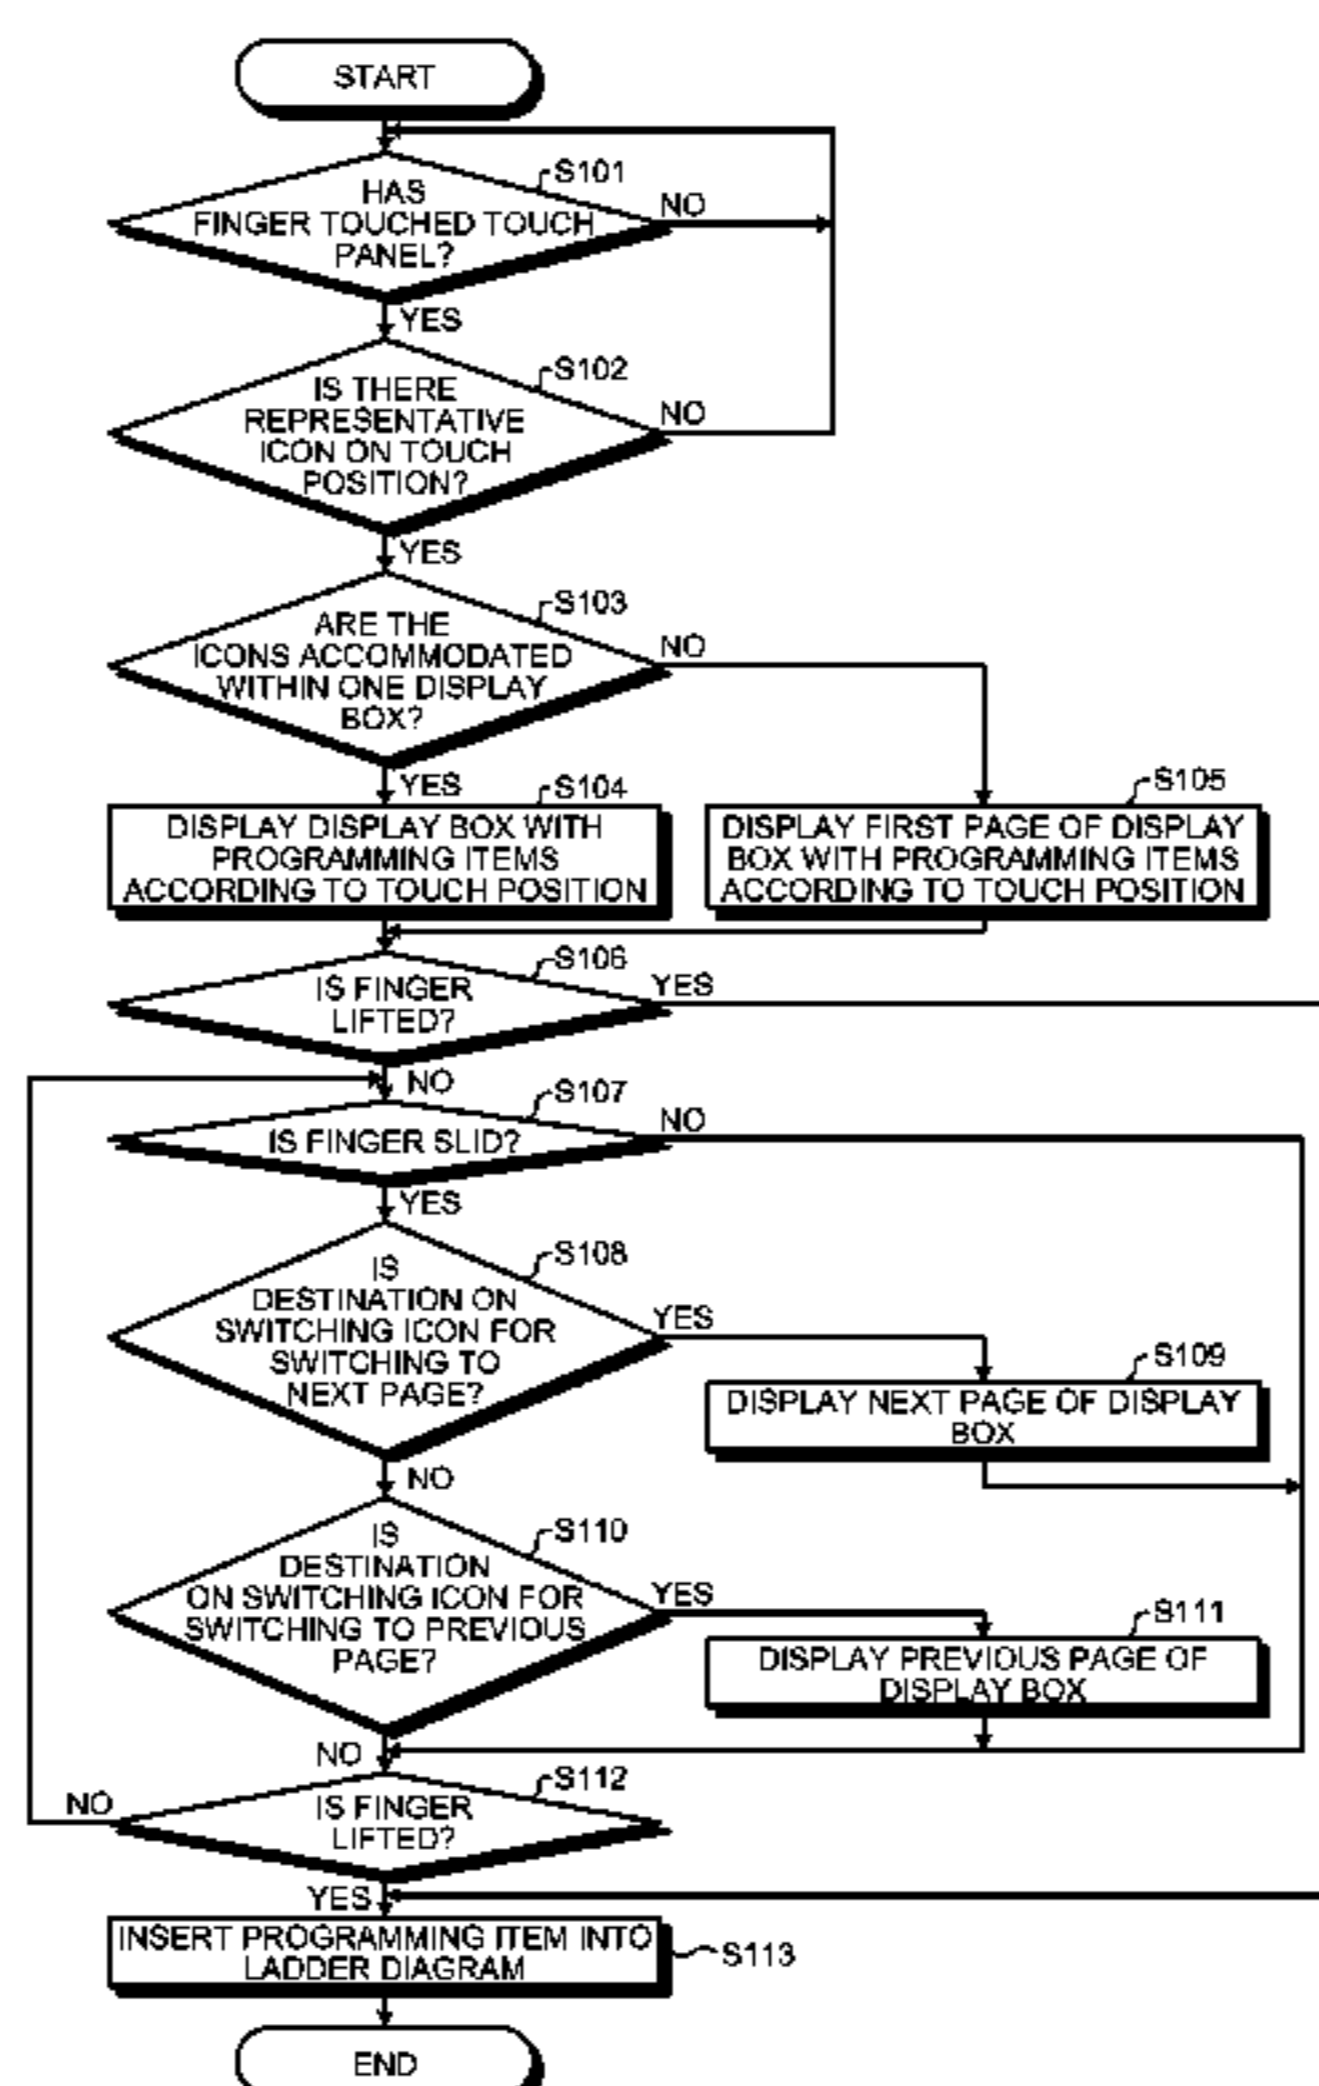 START
S101
HAS
FINGER TOUCHED TOUCH
PANEL?
NO
YES
S102
IS THERE
REPRESENTATIVE
ICON ON TOUCH
POSITION?
NO
YES
S103
ARE THE
ICONS ACCOMMODATED
WITHIN ONE DISPLAY
BOX?
NO
YES
S104
DISPLAY DISPLAY BOX WITH
PROGRAMMING ITEMS
ACCORDING TO TOUCH POSITION
S105
DISPLAY FIRST PAGE OF DISPLAY
BOX WITH PROGRAMMING ITEMS
ACCORDING TO TOUCH POSITION
S106
IS FINGER
LIFTED?
YES
NO
S107
IS FINGER SLID?
NO
YES
S108
IS
DESTINATION ON
SWITCHING ICON FOR
SWITCHING TO
NEXT PAGE?
YES
S109
DISPLAY NEXT PAGE OF DISPLAY
BOX
NO
S110
IS
DESTINATION
ON SWITCHING ICON FOR
SWITCHING TO PREVIOUS
PAGE?
YES
S111
DISPLAY PREVIOUS PAGE OF
DISPLAY BOX
NO
S112
IS FINGER
LIFTED?
NO
YES
INSERT PROGRAMMING ITEM INTO
LADDER DIAGRAM
S113
END